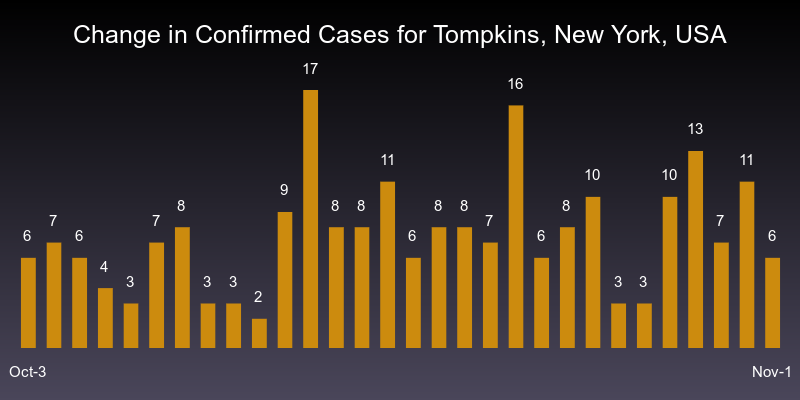 Change in Confirmed Cases for Tompkins, New York, USA
6 7 6 4 3 7 8 3 3 2 9 17 8 8 11 6 8 8 7 16 6 8 10 3 3 10 13 7 11 6
Oct-3 Nov-1